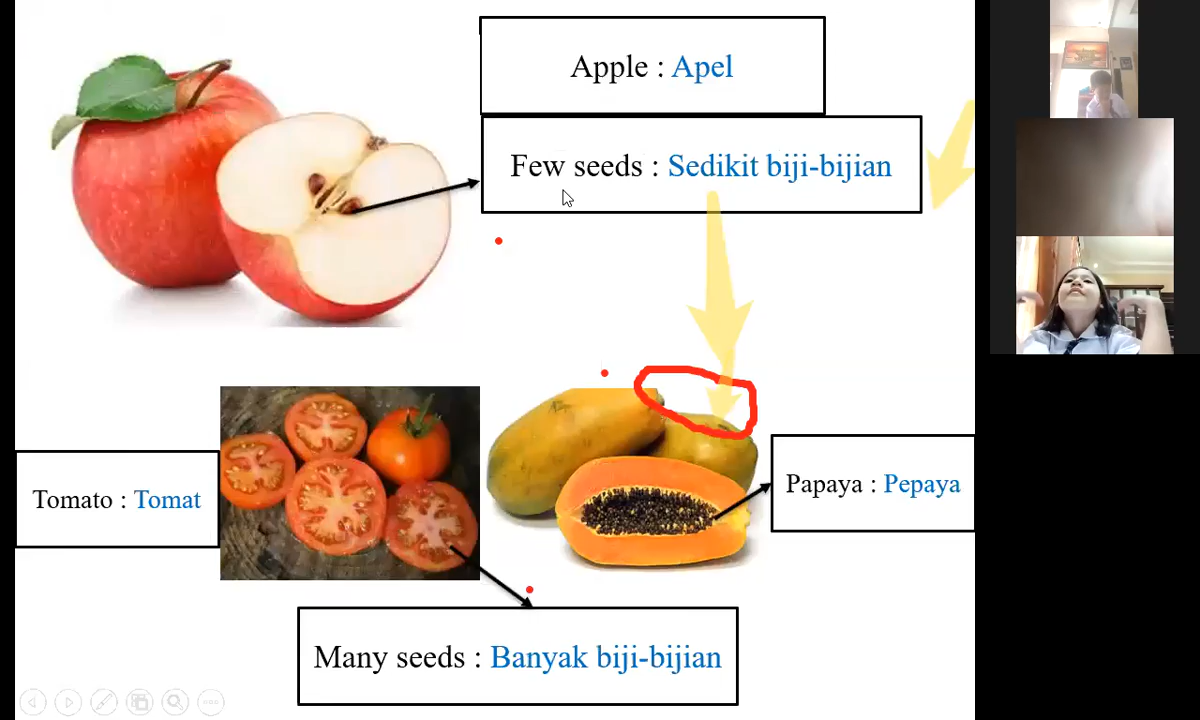 Apple : Apel
Few seeds : Sedikit biji-bijian
Tomato : Tomat
Papaya : Pepaya
Many seeds : Banyak biji-bijian